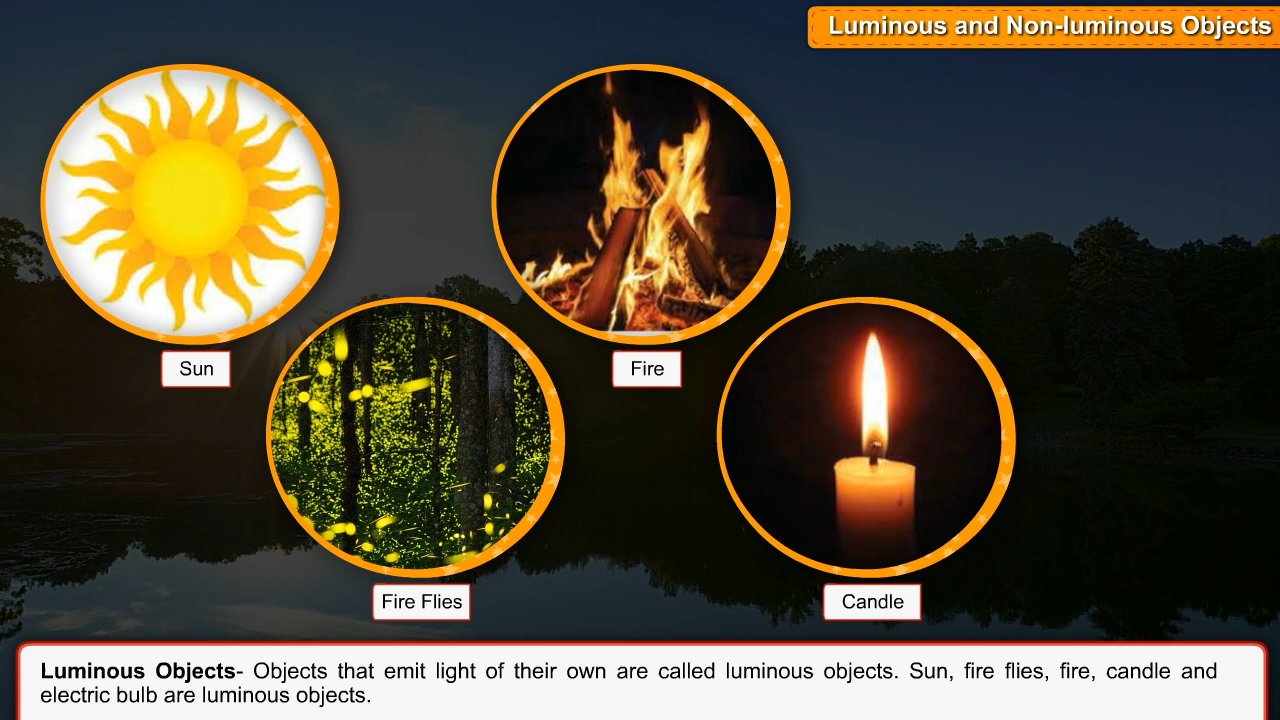 Luminous and Non-luminous Objects
Sun
Fire
Fire Flies
Candle
Luminous Objects- Objects that emit light of their own are called luminous objects. Sun, fire flies, fire, candle and
electric bulb are luminous objects.